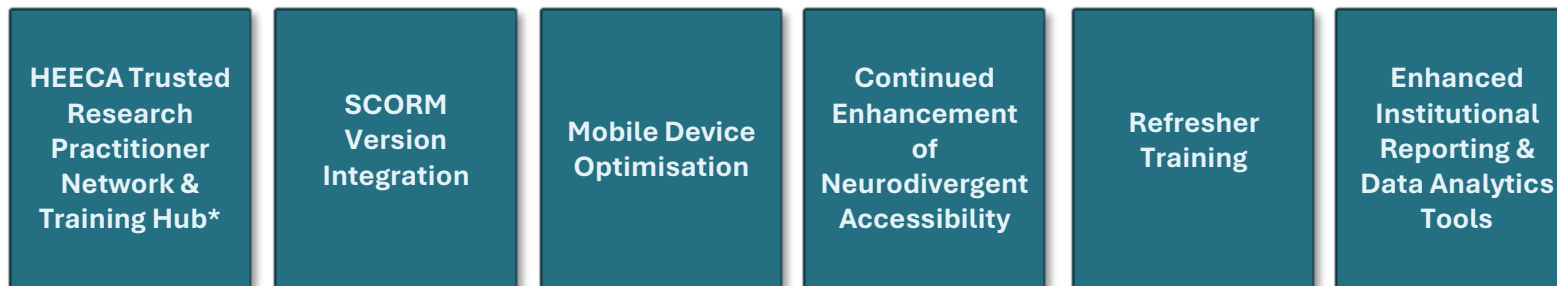 HEECA Trusted
Research
Practitioner
Network &
Training Hub*
SCORM
Version
Integration
Mobile Device
Optimisation
Continued
Enhancement
of
Neurodivergent
Accessibility
Refresher
Training
Enhanced
Institutional
Reporting &
Data Analytics
Tools